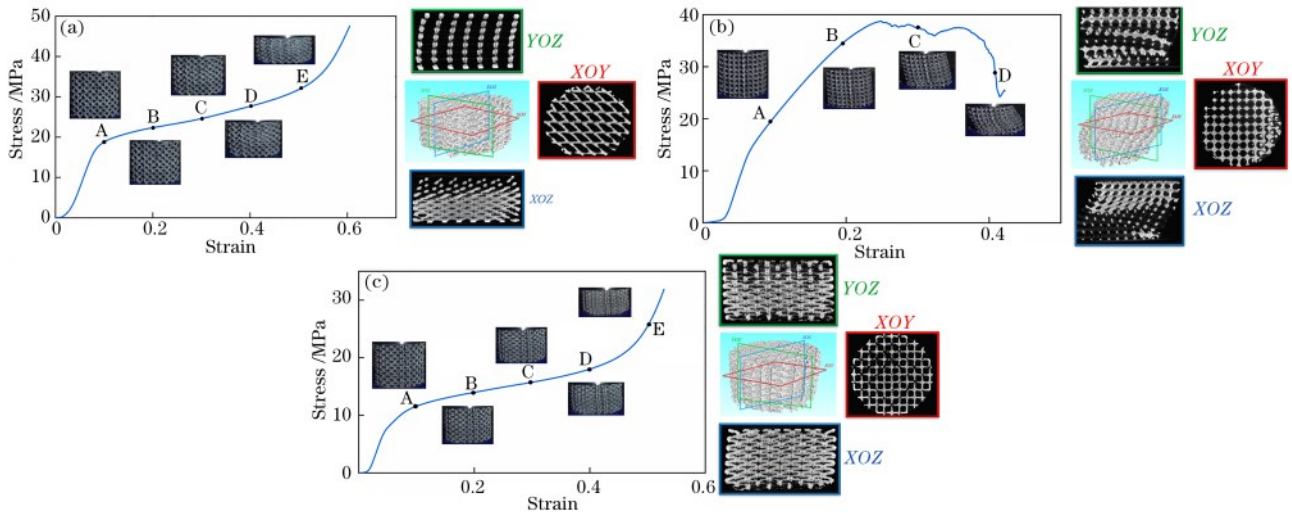 (a)
Stress /MPa
50
40
30
20
10
0
0
0.2
0.4
0.6
Strain
A
B
C
D
E
YOZ
XOY
XOZ
(b)
Stress /MPa
40
30
20
10
0
0
0.2
0.4
Strain
A
B
C
D
YOZ
XOY
XOZ
(c)
Stress /MPa
30
20
10
0
0.2
0.4
0.6
Strain
A
B
C
D
E
YOZ
XOY
XOZ